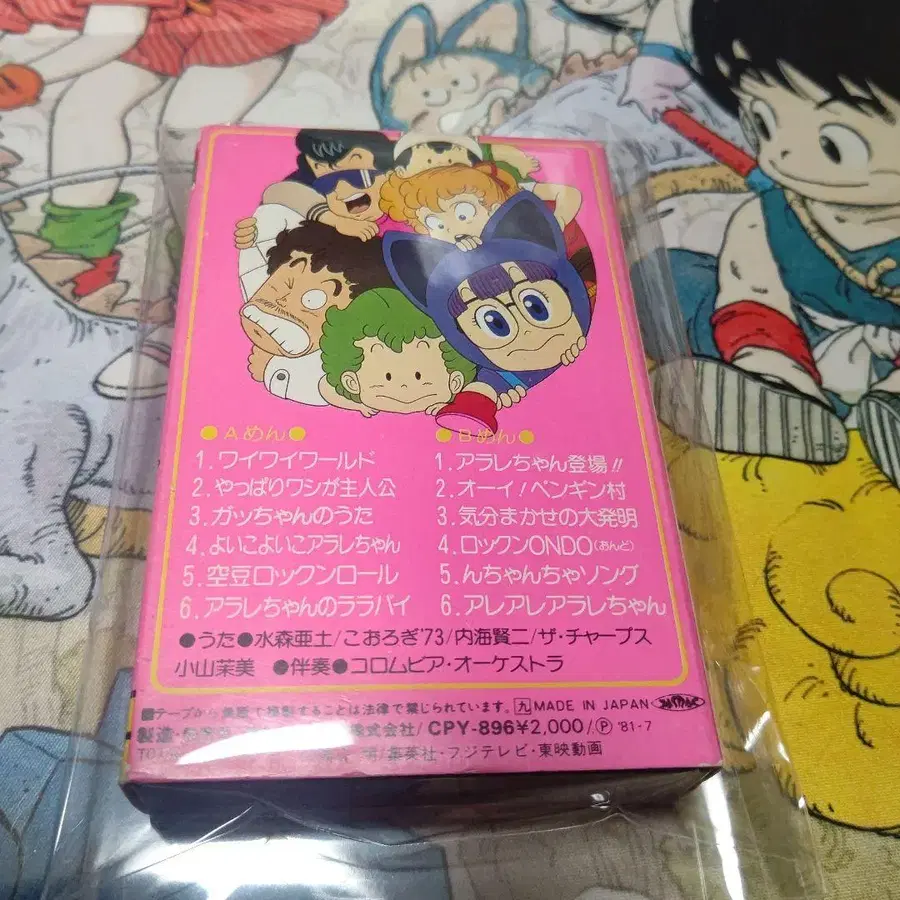 ●Aめん●
1. ワイワイワールド
2. やっぱりワシが主人公
3. ガッちゃんのうた
4. よいこよいこアラレちゃん
5. 空豆ロックンロール
6. アラレちゃんのララバイ
●Bめん●
1. アラレちゃん登場!!
2. オーイ!ペンギン村
3. 気分まかせの大発明
4. ロックンONDO(おんど)
5. んちゃんちゃソング
6. アレアレアラレちゃん
●うた●水森亜土/こおろぎ'73/内海賢二/ザ・チャープス
小山茉美 ●伴奏●コロムビア・オーケストラ
■テープから無断で複製することは法律で禁じられています。 九 MADE IN JAPAN
製造・ 株式会社/CPY-896¥2,000/Ⓟ '81-7
/集英社・フジテレビ・東映動画